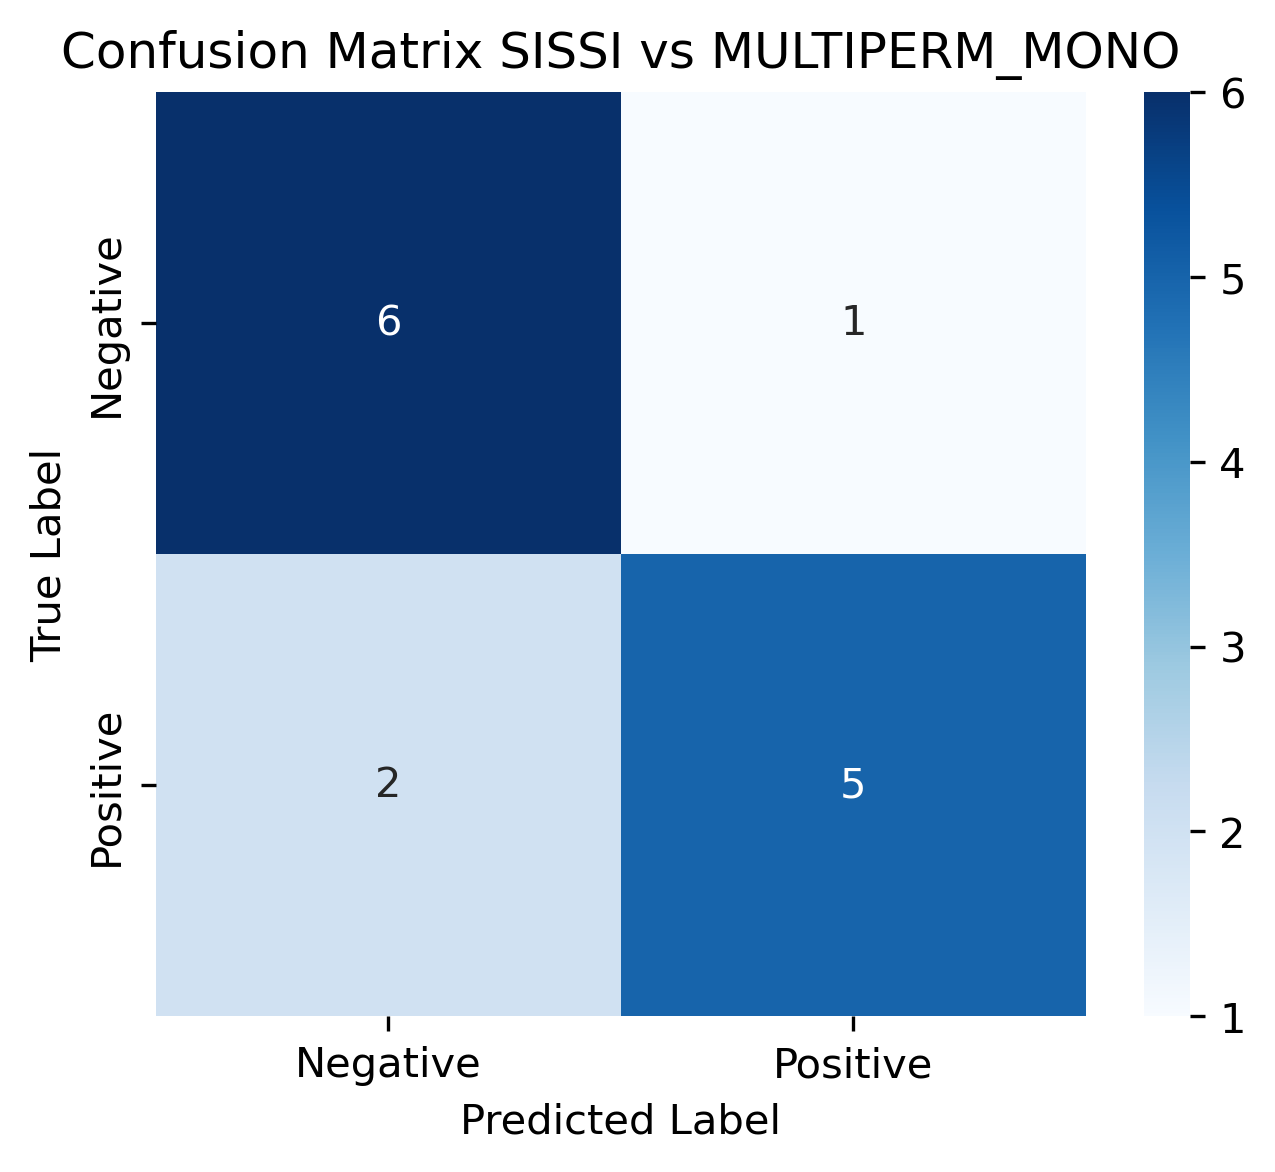 Confusion Matrix SISSI vs MULTIPERM_MONO
True Label
Negative
Positive
6
1
2
5
Negative
Positive
Predicted Label
6
5
4
3
2
1